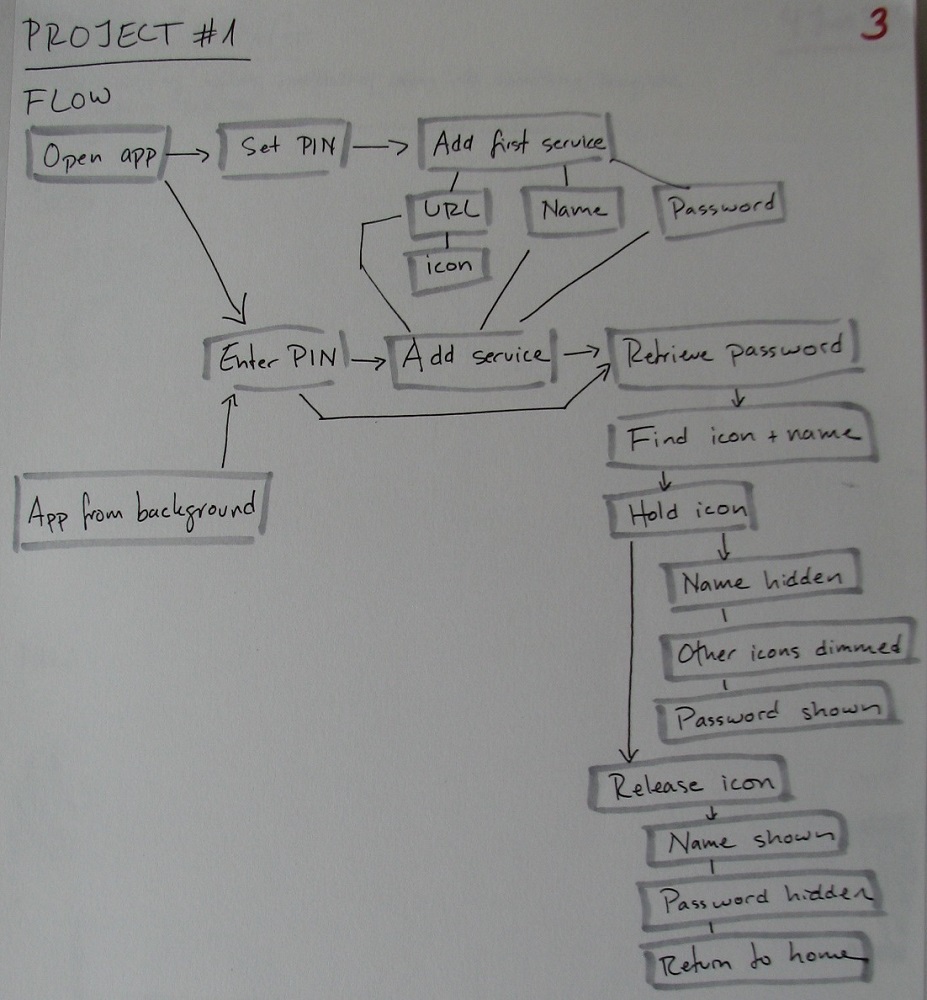 PROJECT #1
3
FLOW
Open app
Set PIN
Add first service
URL
Name
Password
icon
Enter PIN
Add service
Retrieve password
Find icon + name
App from background
Hold icon
Name hidden
Other icons dimmed
Password shown
Release icon
Name shown
Password hidden
Return to home